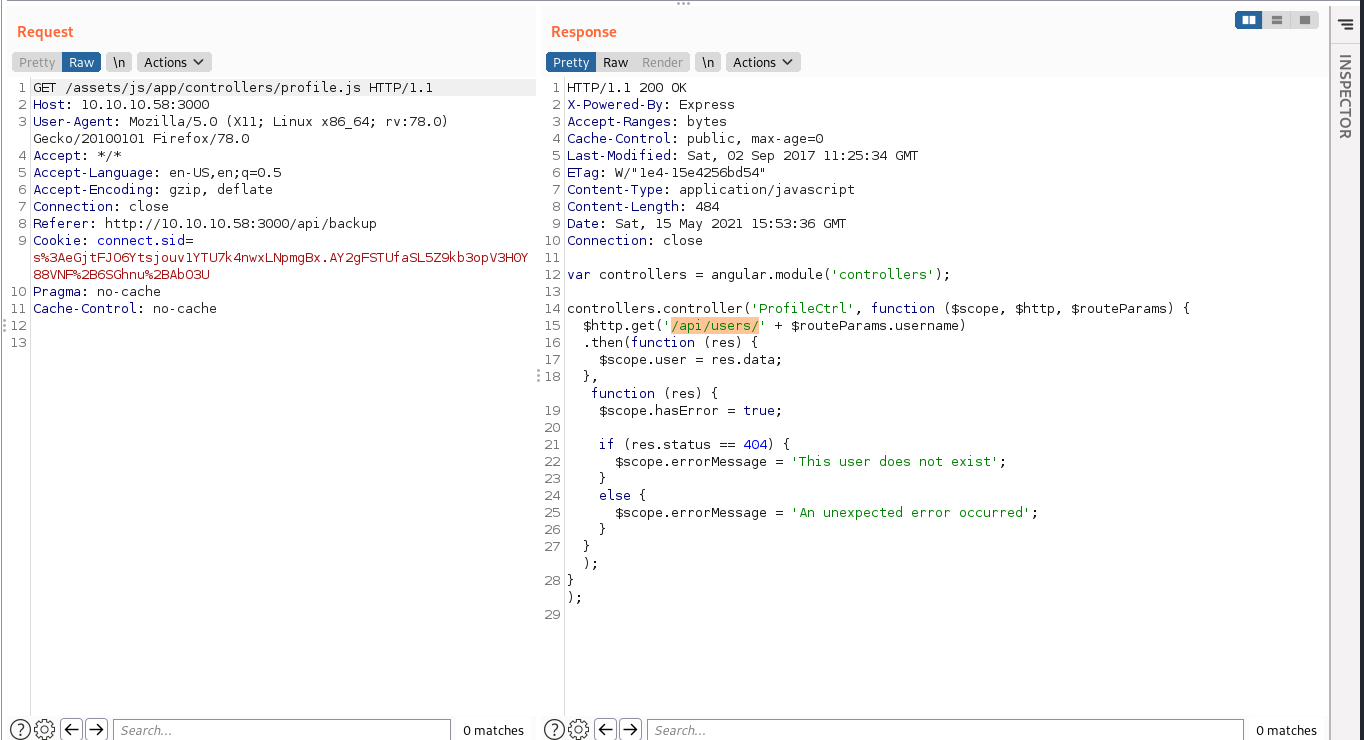 Request
Pretty Raw \n Actions
1 GET /assets/js/app/controllers/profile.js HTTP/1.1
2 Host: 10.10.10.58:3000
3 User-Agent: Mozilla/5.0 (X11; Linux x86_64; rv:78.0)
Gecko/20100101 Firefox/78.0
4 Accept: */*
5 Accept-Language: en-US,en;q=0.5
6 Accept-Encoding: gzip, deflate
7 Connection: close
8 Referer: http://10.10.10.58:3000/api/backup
9 Cookie: connect.sid=
s%3AeGjtFJO6Ytsjouv1YTU7k4nwxLNpmgBx.AY2gFSTUfaSL5Z9kb3opV3H0Y
88VNF%2B6SGhnu%2BAbO3U
10 Pragma: no-cache
11 Cache-Control: no-cache
12
13
Search...
0 matches
Response
Pretty Raw Render \n Actions
1 HTTP/1.1 200 OK
2 X-Powered-By: Express
3 Accept-Ranges: bytes
4 Cache-Control: public, max-age=0
5 Last-Modified: Sat, 02 Sep 2017 11:25:34 GMT
6 ETag: W/"1e4-15e4256bd54"
7 Content-Type: application/javascript
8 Content-Length: 484
9 Date: Sat, 15 May 2021 15:53:36 GMT
10 Connection: close
11
12 var controllers = angular.module('controllers');
13
14 controllers.controller('ProfileCtrl', function ($scope, $http, $routeParams) {
15 $http.get('/api/users/' + $routeParams.username)
16 .then(function (res) {
17 $scope.user = res.data;
18 },
function (res) {
19 $scope.hasError = true;
20
21 if (res.status == 404) {
22 $scope.errorMessage = 'This user does not exist';
23 }
24 else {
25 $scope.errorMessage = 'An unexpected error occurred';
26 }
27 }
);
28 }
);
29
Search...
0 matches
INSPECTOR